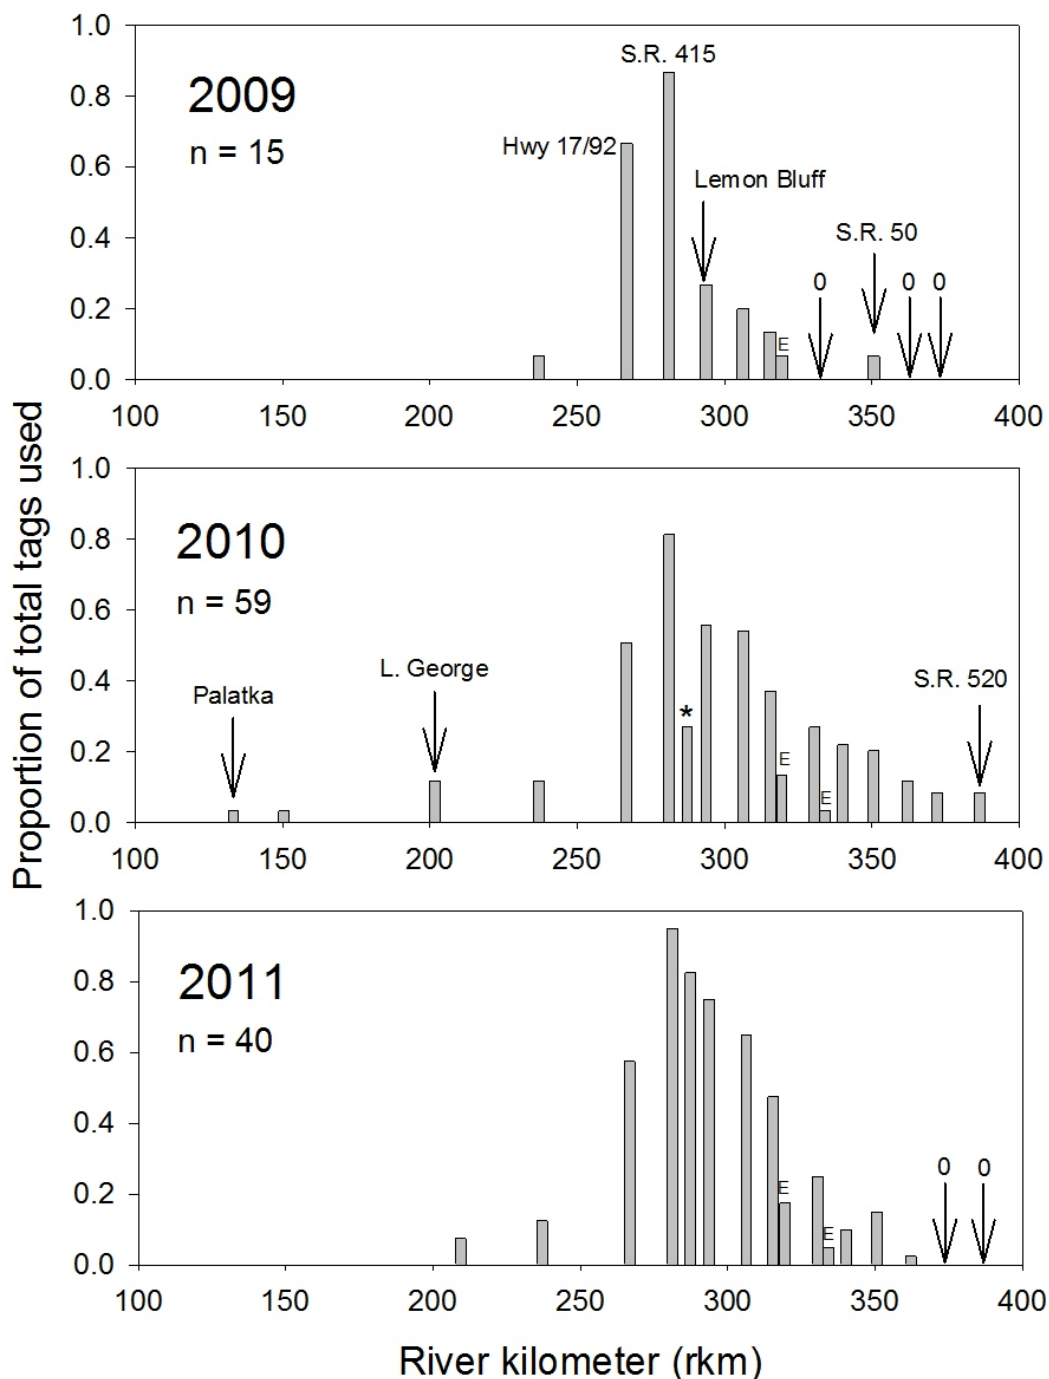 Proportion of total tags used
1.0
0.8
0.6
0.4
0.2
0.0
2009
n = 15
S.R. 415
Hwy 17/92
Lemon Bluff
S.R. 50
E
0
0
0
100
150
200
250
300
350
400
1.0
0.8
0.6
0.4
0.2
0.0
2010
n = 59
Palatka
L. George
*
E
E
S.R. 520
100
150
200
250
300
350
400
1.0
0.8
0.6
0.4
0.2
0.0
2011
n = 40
E
E
0
0
100
150
200
250
300
350
400
River kilometer (rkm)